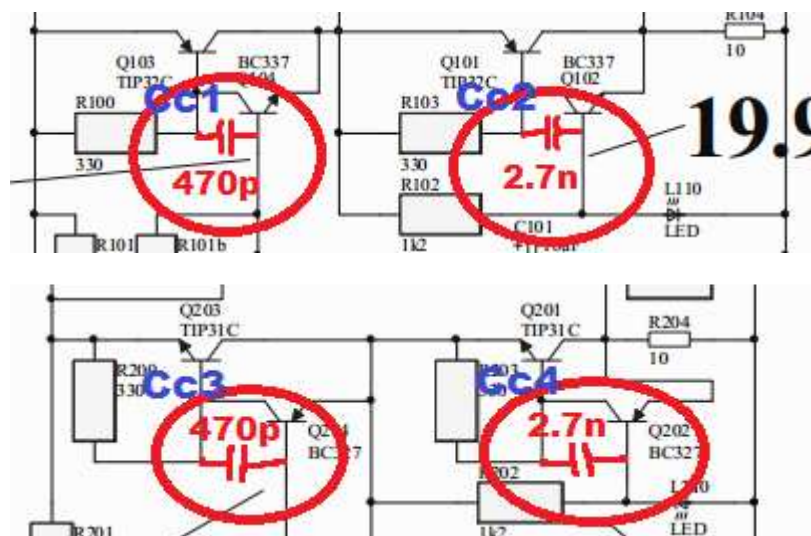 R104
10
Q103
TIP32C
BC337
Q104
Q101
TIP32C
BC337
Q102
Cc1
Cc2
R100
330
R103
330
470p
2.7n
19.9
R102
1k2
L110
LED
C101
R101
R101b
Q203
TIP31C
Q201
TIP31C
R204
10
330
Cc3
Cc4
470p
2.7n
BC327
Q202
BC327
1k2
LED
R201